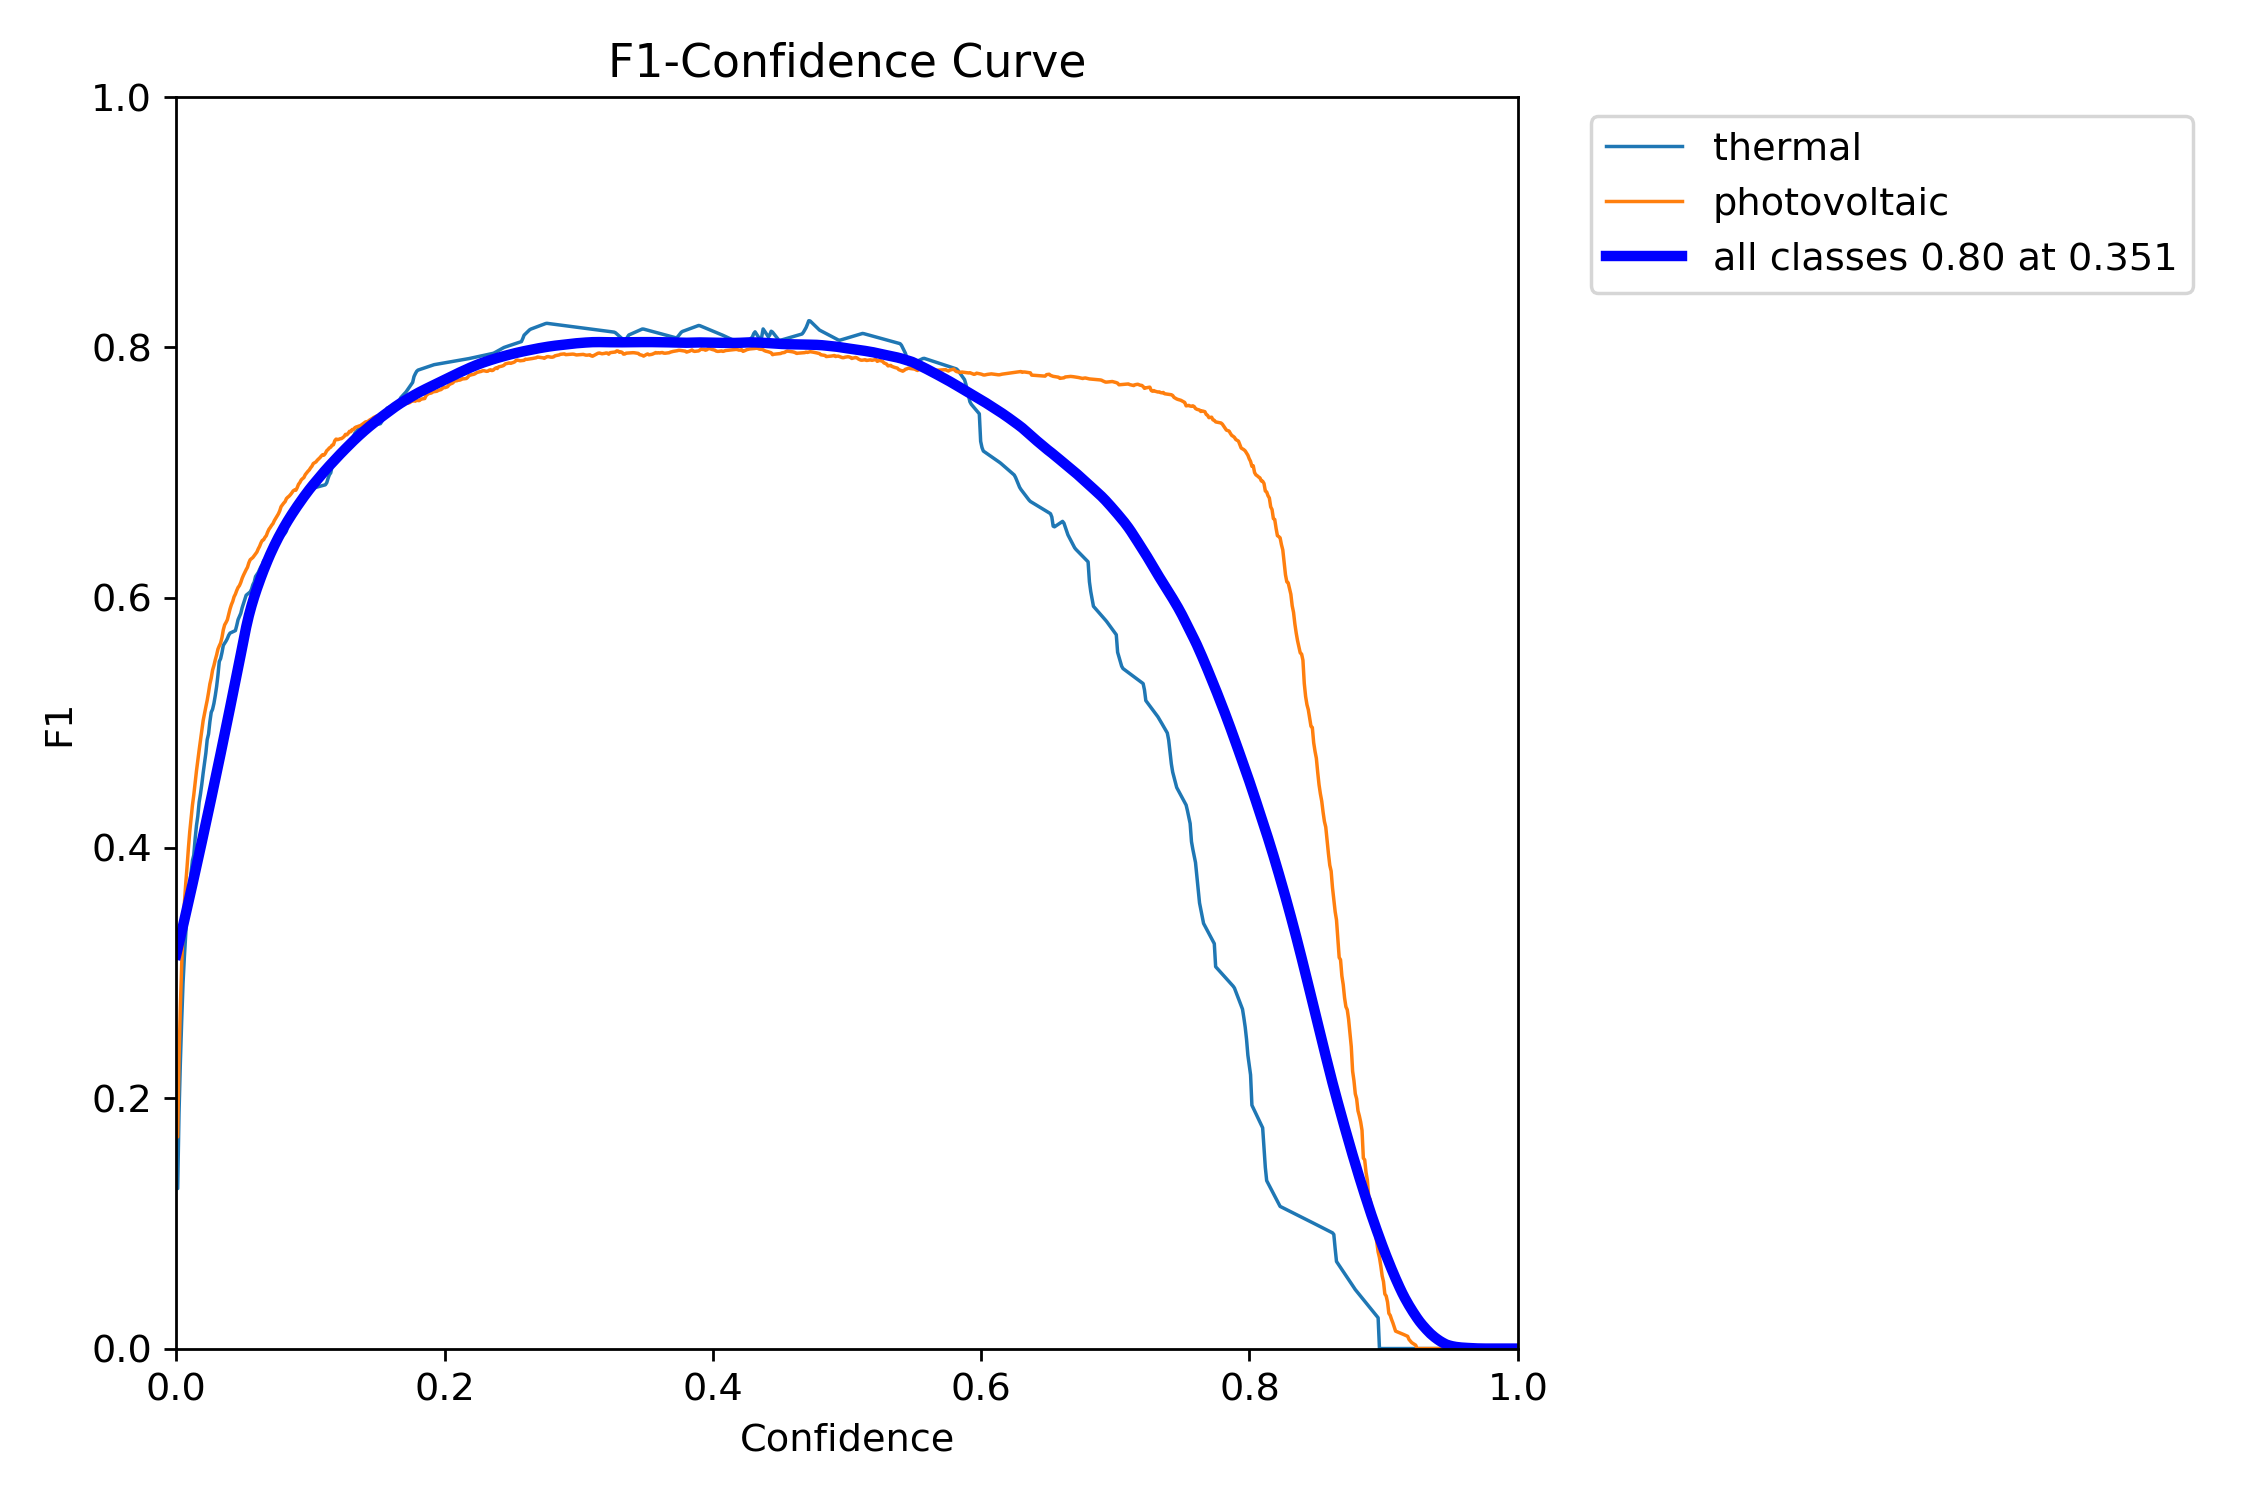 F1-Confidence Curve
1.0
0.8
0.6
0.4
0.2
0.0
F1
0.0 0.2 0.4 0.6 0.8 1.0
Confidence
thermal
photovoltaic
all classes 0.80 at 0.351